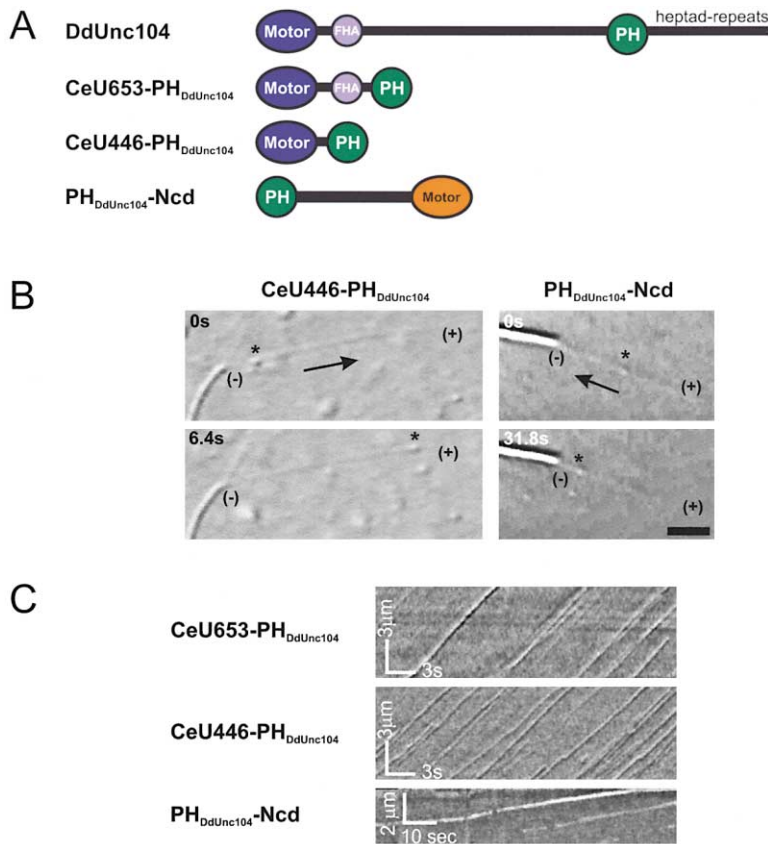 A
heptad-repeats
DdUnc104 Motor FHA PH
CeU653-PHDdUnc104 Motor FHA PH
CeU446-PHDdUnc104 Motor PH
PHDdUnc104-Ncd PH Motor
B
CeU446-PHDdUnc104 PHDdUnc104-Ncd
0s * (+) (-) 0s * (-) (+)
6.4s * (+) (-) 31.8s * (-) (+)
C
CeU653-PHDdUnc104 3μm 3s
CeU446-PHDdUnc104 3μm 3s
PHDdUnc104-Ncd 2 μm 10 sec